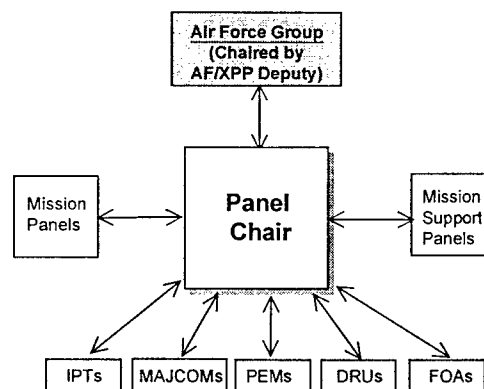 Air Force Group
(Chaired by
AF/XPP Deputy)
Mission
Panels
Panel
Chair
Mission
Support
Panels
IPTs
MAJCOMs
PEMs
DRUs
FOAs